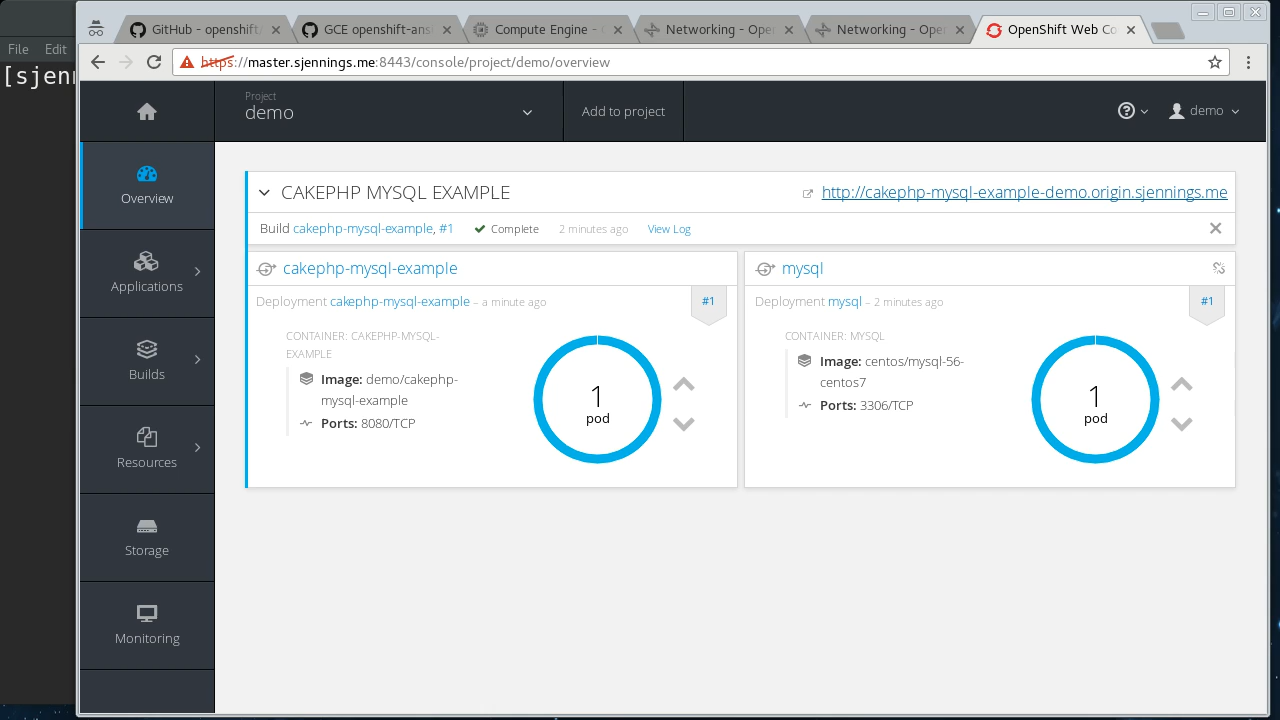 GitHub - openshift/
GCE openshift-ans
Compute Engine -
Networking - Ope
Networking - Ope
OpenShift Web Co
File Edit
[sjenn
https://master.sjennings.me:8443/console/project/demo/overview
Project
demo
Add to project
demo
Overview
Applications
Builds
Resources
Storage
Monitoring
CAKEPHP MYSQL EXAMPLE
http://cakephp-mysql-example-demo.origin.sjennings.me
Build cakephp-mysql-example, #1 Complete 2 minutes ago View Log
cakephp-mysql-example
Deployment cakephp-mysql-example – a minute ago
#1
CONTAINER: CAKEPHP-MYSQL-
EXAMPLE
Image: demo/cakephp-
mysql-example
Ports: 8080/TCP
1
pod
mysql
Deployment mysql – 2 minutes ago
#1
CONTAINER: MYSQL
Image: centos/mysql-56-
centos7
Ports: 3306/TCP
1
pod